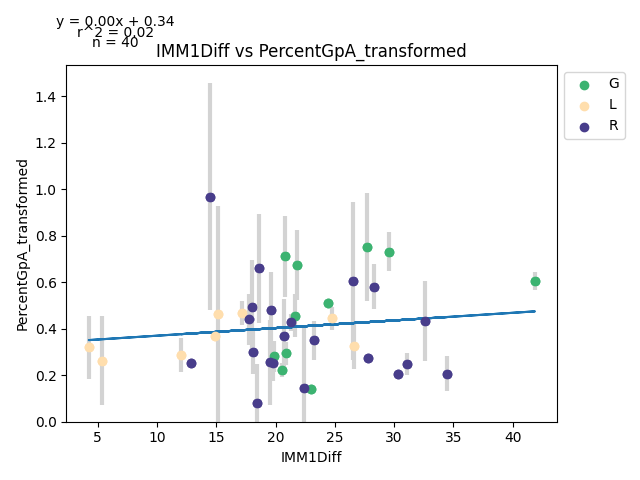 y = 0.00x + 0.34
r^2 = 0.02
n = 40
IMM1Diff vs PercentGpA_transformed
G
L
R
PercentGpA_transformed
1.4
1.2
1.0
0.8
0.6
0.4
0.2
0.0
5 10 15 20 25 30 35 40
IMM1Diff